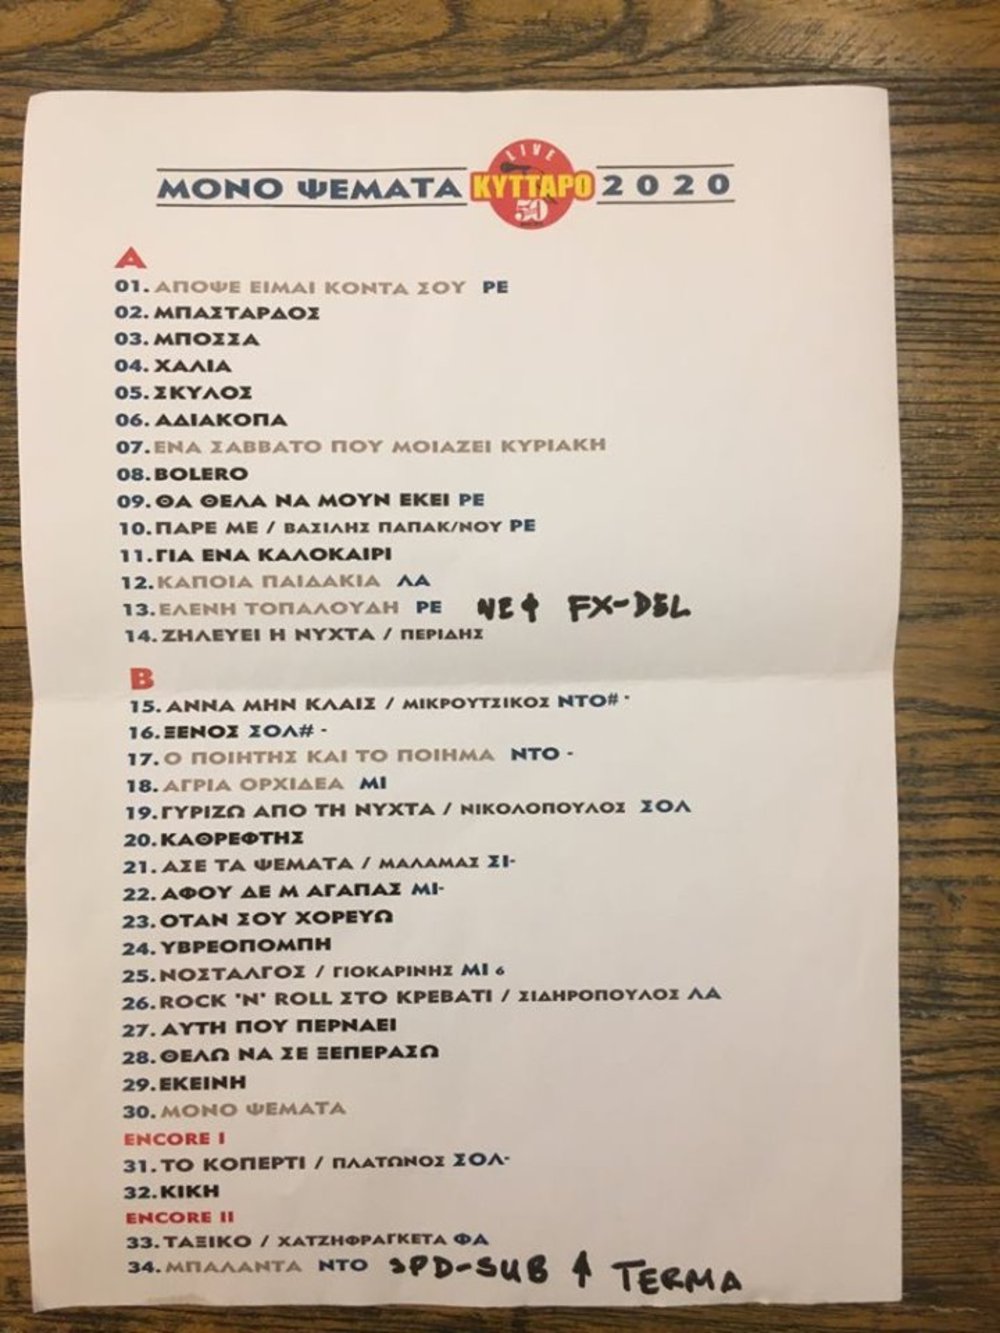 LIVE
ΜΟΝΟ ΨΕΜΑΤΑ ΚΥΤΤΑΡΟ 2020
50
Α
01. ΑΠΟΨΕ ΕΙΜΑΙ ΚΟΝΤΑ ΣΟΥ ΡΕ
02. ΜΠΑΣΤΑΡΔΟΣ
03. ΜΠΟΣΣΑ
04. ΧΑΛΙΑ
05. ΣΚΥΛΟΣ
06. ΑΔΙΑΚΟΠΑ
07. ΕΝΑ ΣΑΒΒΑΤΟ ΠΟΥ ΜΟΙΑΖΕΙ ΚΥΡΙΑΚΗ
08. BOLERO
09. ΘΑ ΘΕΛΑ ΝΑ ΜΟΥΝ ΕΚΕΙ ΡΕ
10. ΠΑΡΕ ΜΕ / ΒΑΣΙΛΗΣ ΠΑΠΑΚ/ΝΟΥ ΡΕ
11. ΓΙΑ ΕΝΑ ΚΑΛΟΚΑΙΡΙ
12. ΚΑΠΟΙΑ ΠΑΙΔΑΚΙΑ ΛΑ
13. ΕΛΕΝΗ ΤΟΠΑΛΟΥΔΗ ΡΕ FX-DEL
14. ΖΗΛΕΥΕΙ Η ΝΥΧΤΑ / ΠΕΡΙΔΗΣ
Β
15. ΑΝΝΑ ΜΗΝ ΚΛΑΙΣ / ΜΙΚΡΟΥΤΣΙΚΟΣ ΝΤΟ# -
16. ΞΕΝΟΣ ΣΟΛ# -
17. Ο ΠΟΙΗΤΗΣ ΚΑΙ ΤΟ ΠΟΙΗΜΑ ΝΤΟ -
18. ΑΓΡΙΑ ΟΡΧΙΔΕΑ ΜΙ
19. ΓΥΡΙΖΩ ΑΠΟ ΤΗ ΝΥΧΤΑ / ΝΙΚΟΛΟΠΟΥΛΟΣ ΣΟΛ
20. ΚΑΘΡΕΦΤΗΣ
21. ΑΣΕ ΤΑ ΨΕΜΑΤΑ / ΜΑΛΑΜΑΣ ΣΙ-
22. ΑΦΟΥ ΔΕ Μ ΑΓΑΠΑΣ ΜΙ-
23. ΟΤΑΝ ΣΟΥ ΧΟΡΕΥΩ
24. ΥΒΡΕΟΠΟΜΠΗ
25. ΝΟΣΤΑΛΓΟΣ / ΓΙΟΚΑΡΙΝΗΣ ΜΙ 6
26. ROCK 'N' ROLL ΣΤΟ ΚΡΕΒΑΤΙ / ΣΙΔΗΡΟΠΟΥΛΟΣ ΛΑ
27. ΑΥΤΗ ΠΟΥ ΠΕΡΝΑΕΙ
28. ΘΕΛΩ ΝΑ ΣΕ ΞΕΠΕΡΑΣΩ
29. ΕΚΕΙΝΗ
30. ΜΟΝΟ ΨΕΜΑΤΑ
ENCORE I
31. ΤΟ ΚΟΠΕΡΤΙ / ΠΛΑΤΩΝΟΣ ΣΟΛ-
32. ΚΙΚΗ
ENCORE II
33. ΤΑΞΙΚΟ / ΧΑΤΖΗΦΡΑΓΚΕΤΑ ΦΑ
34. ΜΠΑΛΑΝΤΑ ΝΤΟ SPD-SUB ↑ TERMA